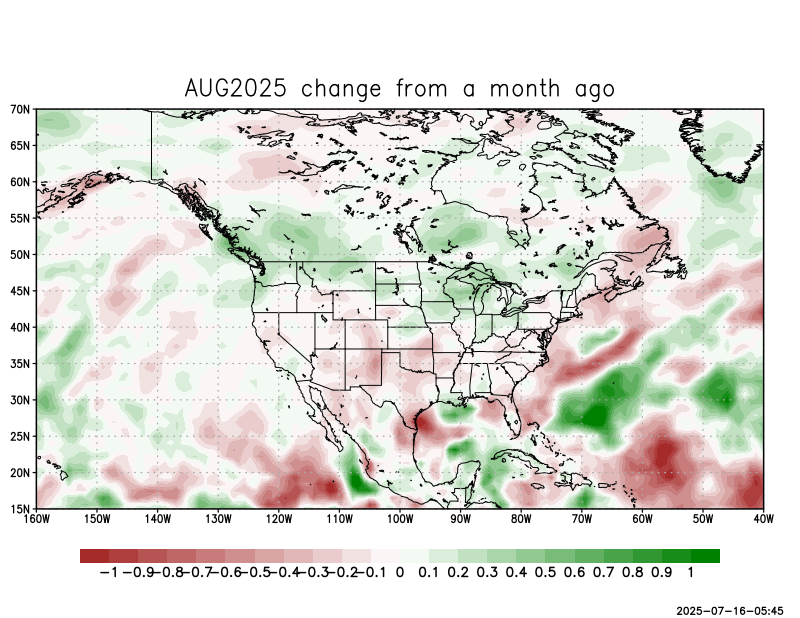 AUG2025 change from a month ago
70N
65N
60N
55N
50N
45N
40N
35N
30N
25N
20N
15N
160W 150W 140W 130W 120W 110W 100W 90W 80W 70W 60W 50W 40W
-1 -0.9 -0.8 -0.7 -0.6 -0.5 -0.4 -0.3 -0.2 -0.1 0 0.1 0.2 0.3 0.4 0.5 0.6 0.7 0.8 0.9 1
2025-07-16-05:45